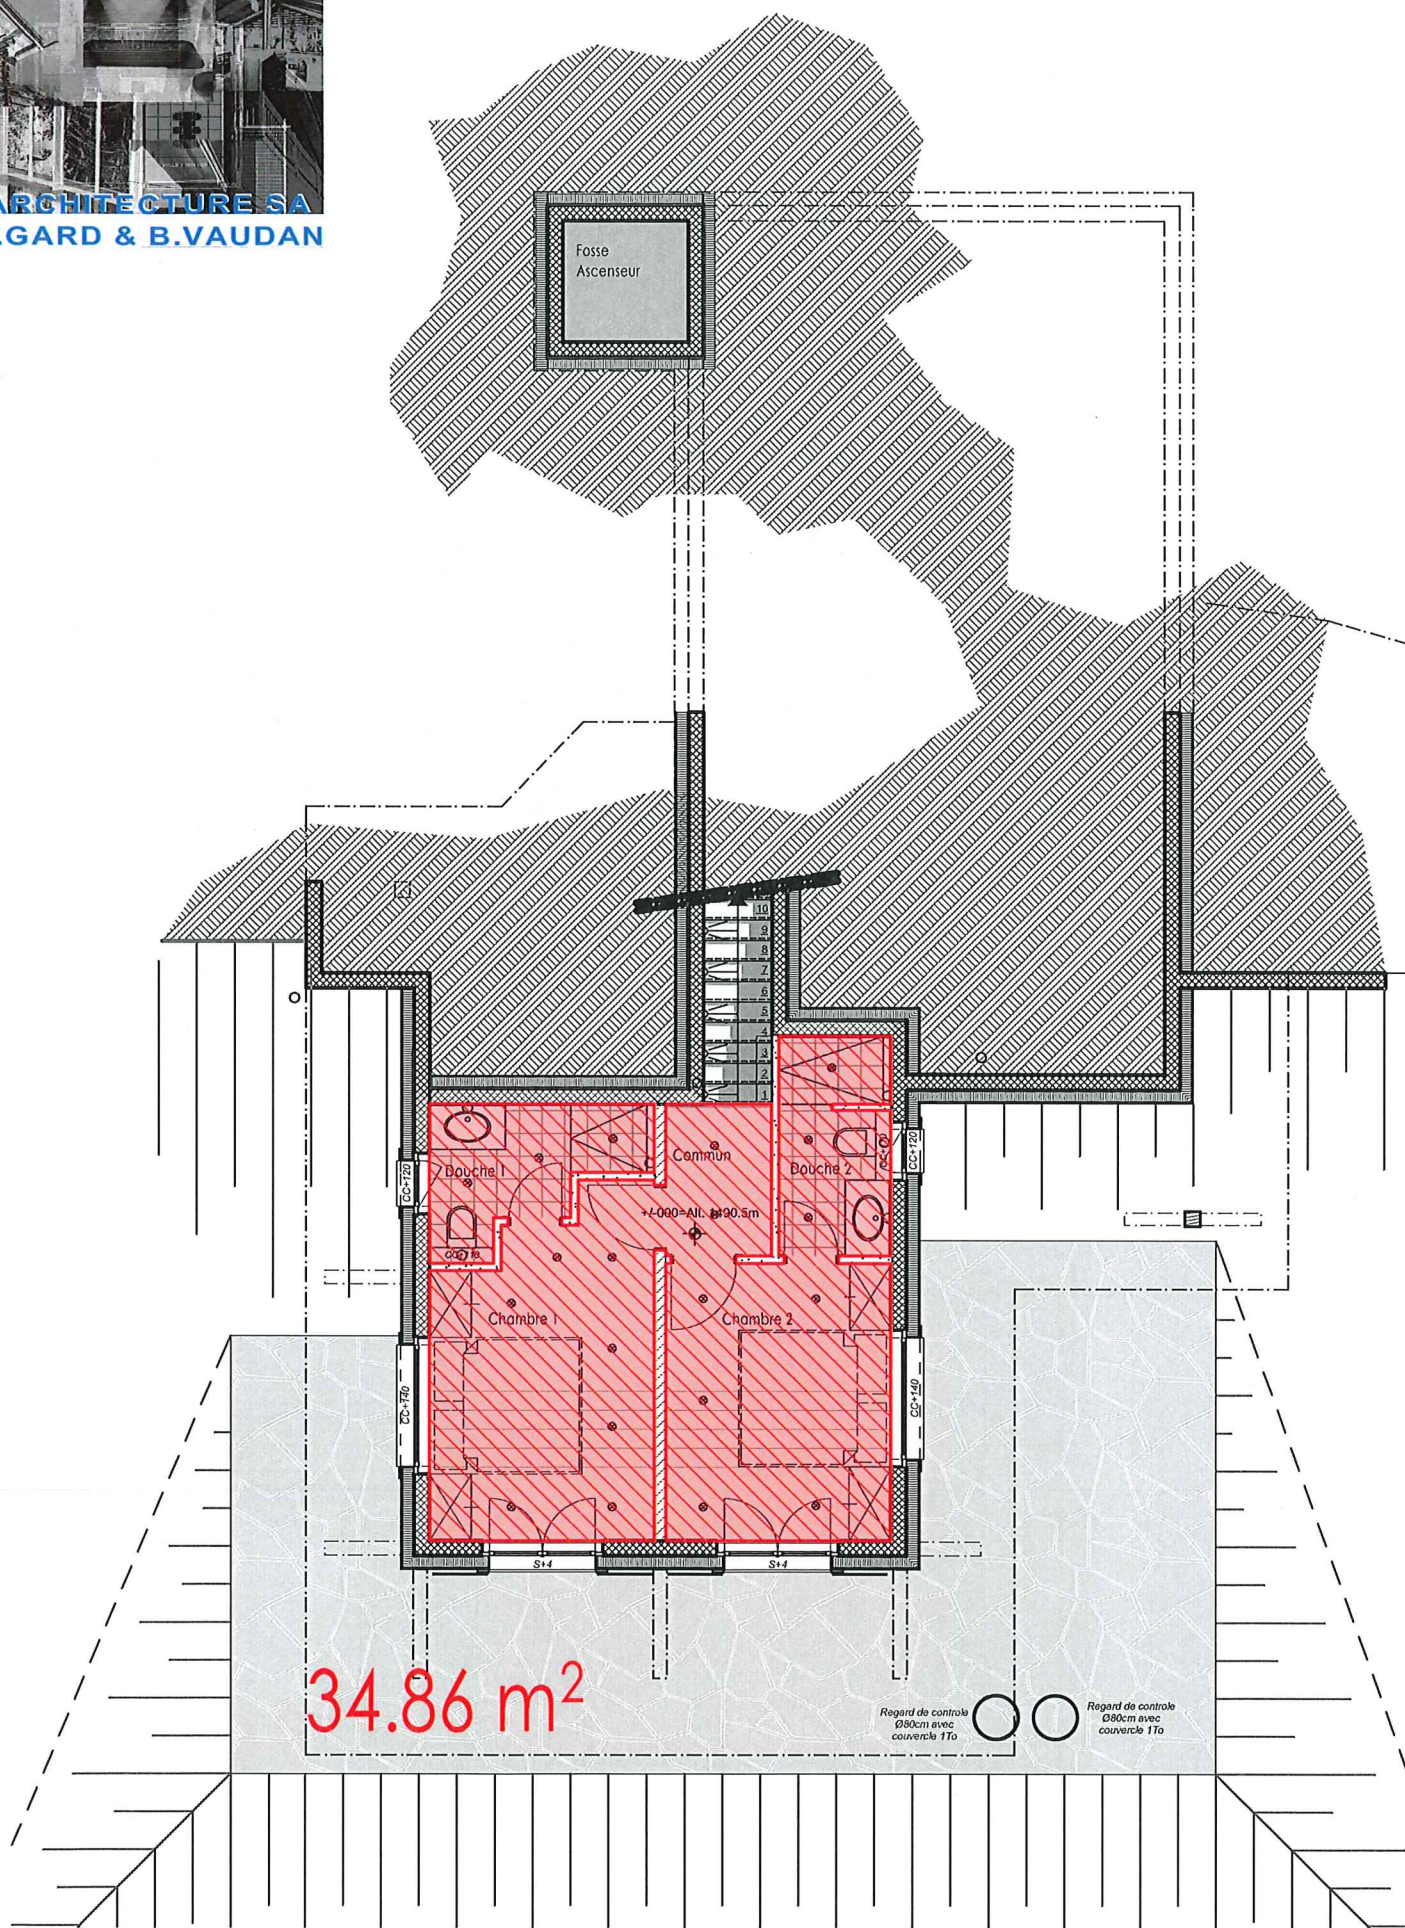 ARCHITECTURE SA
.GARD & B.VAUDAN
Fosse
Ascenseur
10
9
8
7
6
5
4
3
2
1
Commun
Douche 1
Douche 2
CC+120
CC+120
+/-000=Alt. 1490.5m
Chambre 1
Chambre 2
CC+140
CC+140
S+4
S+4
34.86 m²
Regard de controle
Ø80cm avec
couvercle 1To
Regard de controle
Ø80cm avec
couvercle 1To